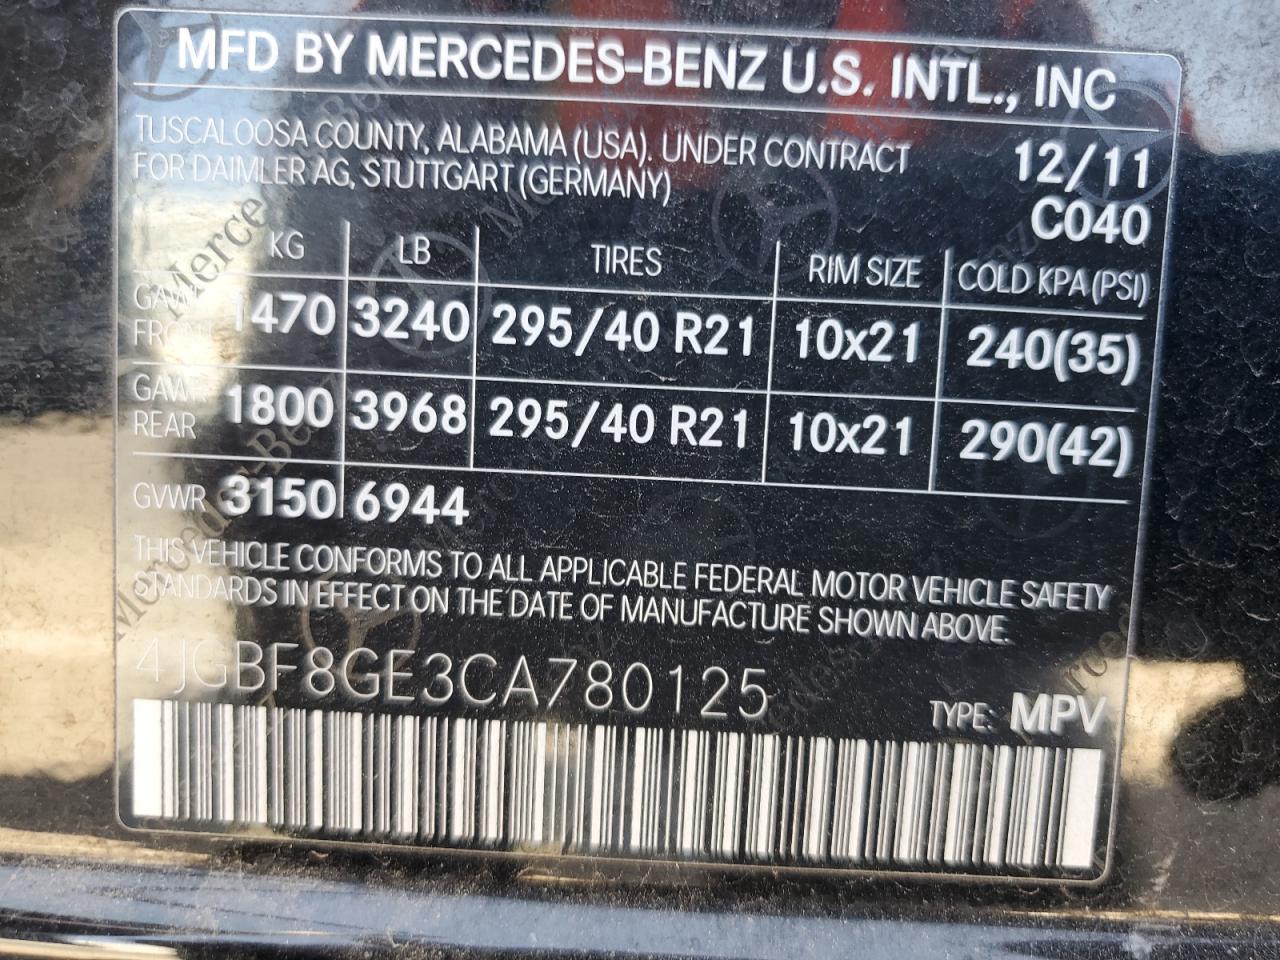 MFD BY MERCEDES-BENZ U.S. INTL., INC
TUSCALOOSA COUNTY, ALABAMA (USA). UNDER CONTRACT
FOR DAIMLER AG, STUTTGART (GERMANY)
12/11
C040
KG LB TIRES RIM SIZE COLD KPA (PSI)
GAWR FRONT 1470 3240 295/40 R21 10x21 240(35)
GAWR REAR 1800 3968 295/40 R21 10x21 290(42)
GVWR 3150 6944
THIS VEHICLE CONFORMS TO ALL APPLICABLE FEDERAL MOTOR VEHICLE SAFETY
STANDARDS IN EFFECT ON THE DATE OF MANUFACTURE SHOWN ABOVE.
4JGBF8GE3CA780125
TYPE: MPV